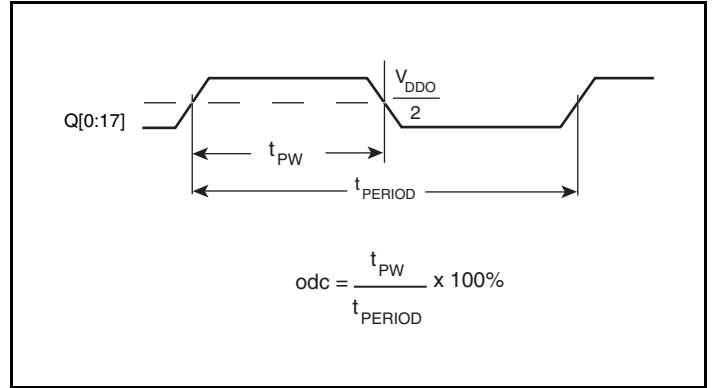 V_DDO
2
Q[0:17]
t_PW
t_PERIOD
odc = t_PW / t_PERIOD x 100%